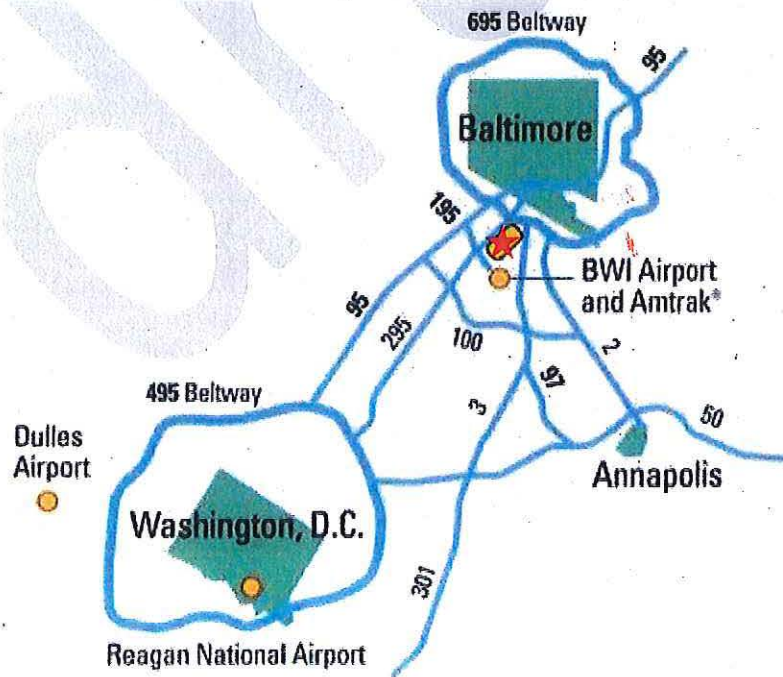 695 Beltway
95
Baltimore
195
BWI Airport
and Amtrak*
95
295
100
2
495 Beltway
3
97
50
Dulles
Airport
Annapolis
Washington, D.C.
301
Reagan National Airport